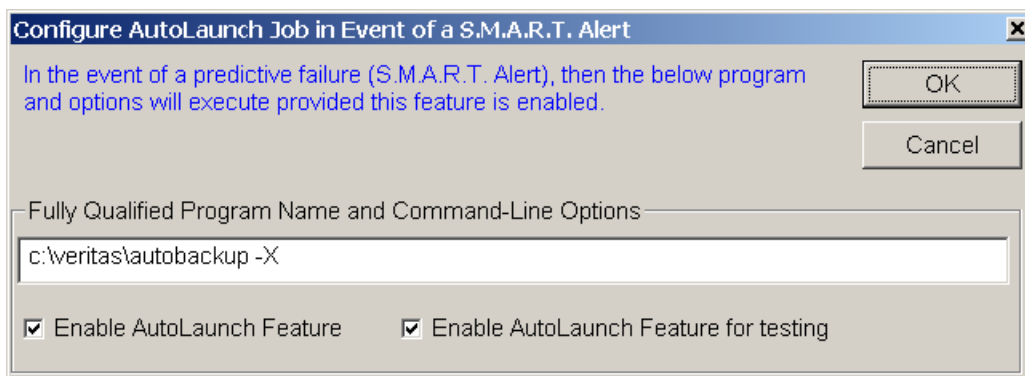 Configure AutoLaunch Job in Event of a S.M.A.R.T. Alert
In the event of a predictive failure (S.M.A.R.T. Alert), then the below program
and options will execute provided this feature is enabled.
OK
Cancel
Fully Qualified Program Name and Command-Line Options
c:\veritas\autobackup -X
Enable AutoLaunch Feature
Enable AutoLaunch Feature for testing